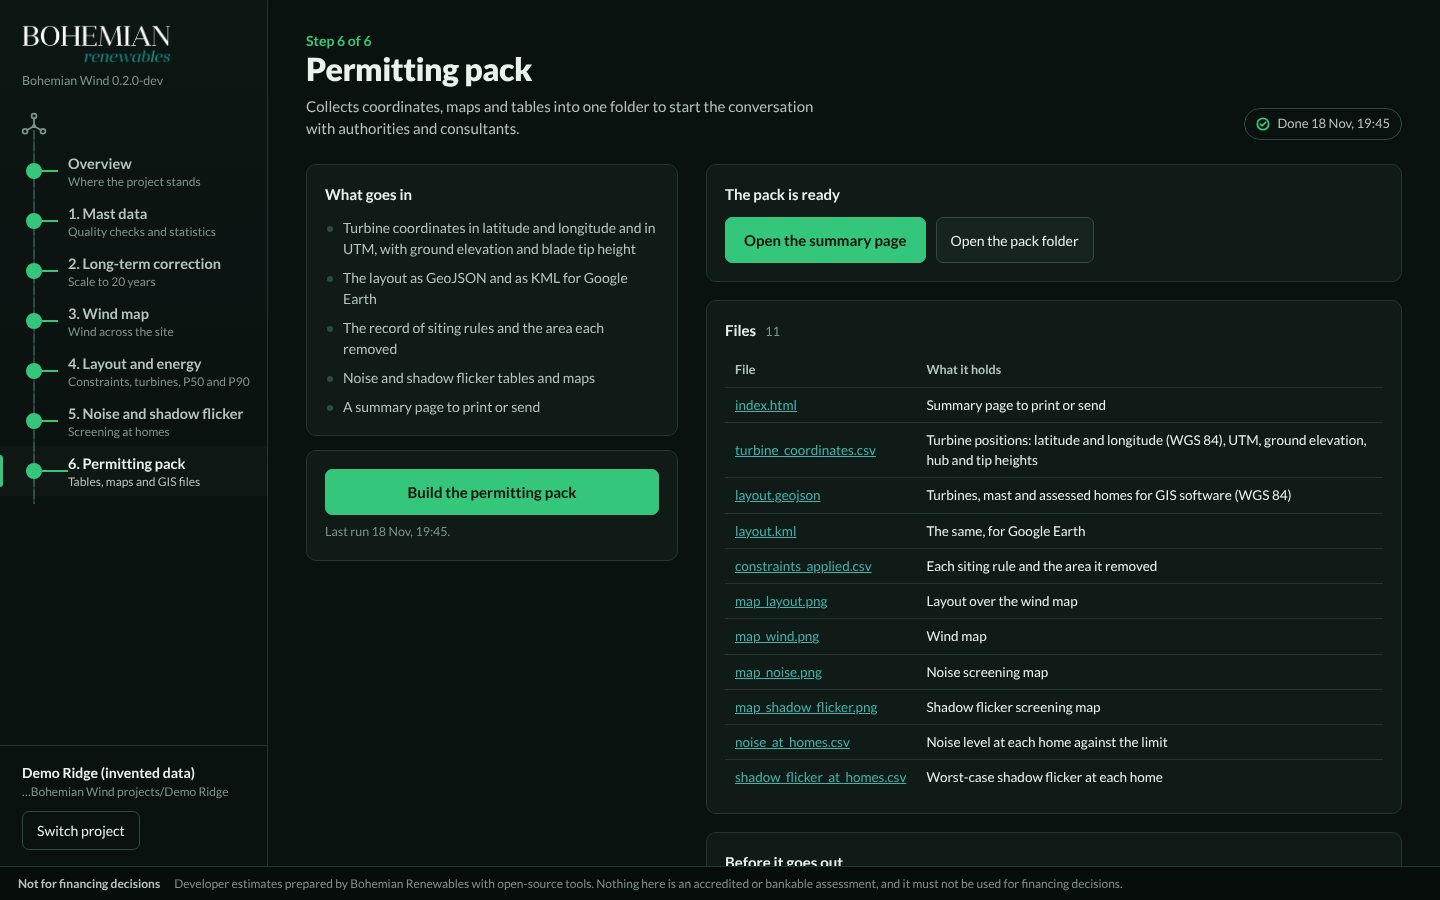 BOHEMIAN
renewables
Bohemian Wind 0.2.0-dev
Overview
Where the project stands
1. Mast data
Quality checks and statistics
2. Long-term correction
Scale to 20 years
3. Wind map
Wind across the site
4. Layout and energy
Constraints, turbines, P50 and P90
5. Noise and shadow flicker
Screening at homes
6. Permitting pack
Tables, maps and GIS files
Demo Ridge (invented data)
...Bohemian Wind projects/Demo Ridge
Switch project
Step 6 of 6
Permitting pack
Collects coordinates, maps and tables into one folder to start the conversation
with authorities and consultants.
Done 18 Nov, 19:45
What goes in
Turbine coordinates in latitude and longitude and in
UTM, with ground elevation and blade tip height
The layout as GeoJSON and as KML for Google
Earth
The record of siting rules and the area each
removed
Noise and shadow flicker tables and maps
A summary page to print or send
Build the permitting pack
Last run 18 Nov, 19:45.
The pack is ready
Open the summary page
Open the pack folder
Files 11
File What it holds
index.html Summary page to print or send
turbine_coordinates.csv Turbine positions: latitude and longitude (WGS 84), UTM, ground elevation,
hub and tip heights
layout.geojson Turbines, mast and assessed homes for GIS software (WGS 84)
layout.kml The same, for Google Earth
constraints_applied.csv Each siting rule and the area it removed
map_layout.png Layout over the wind map
map_wind.png Wind map
map_noise.png Noise screening map
map_shadow_flicker.png Shadow flicker screening map
noise_at_homes.csv Noise level at each home against the limit
shadow_flicker_at_homes.csv Worst-case shadow flicker at each home
Before it goes out
Not for financing decisions Developer estimates prepared by Bohemian Renewables with open-source tools. Nothing here is an accredited or bankable assessment, and it must not be used for financing decisions.